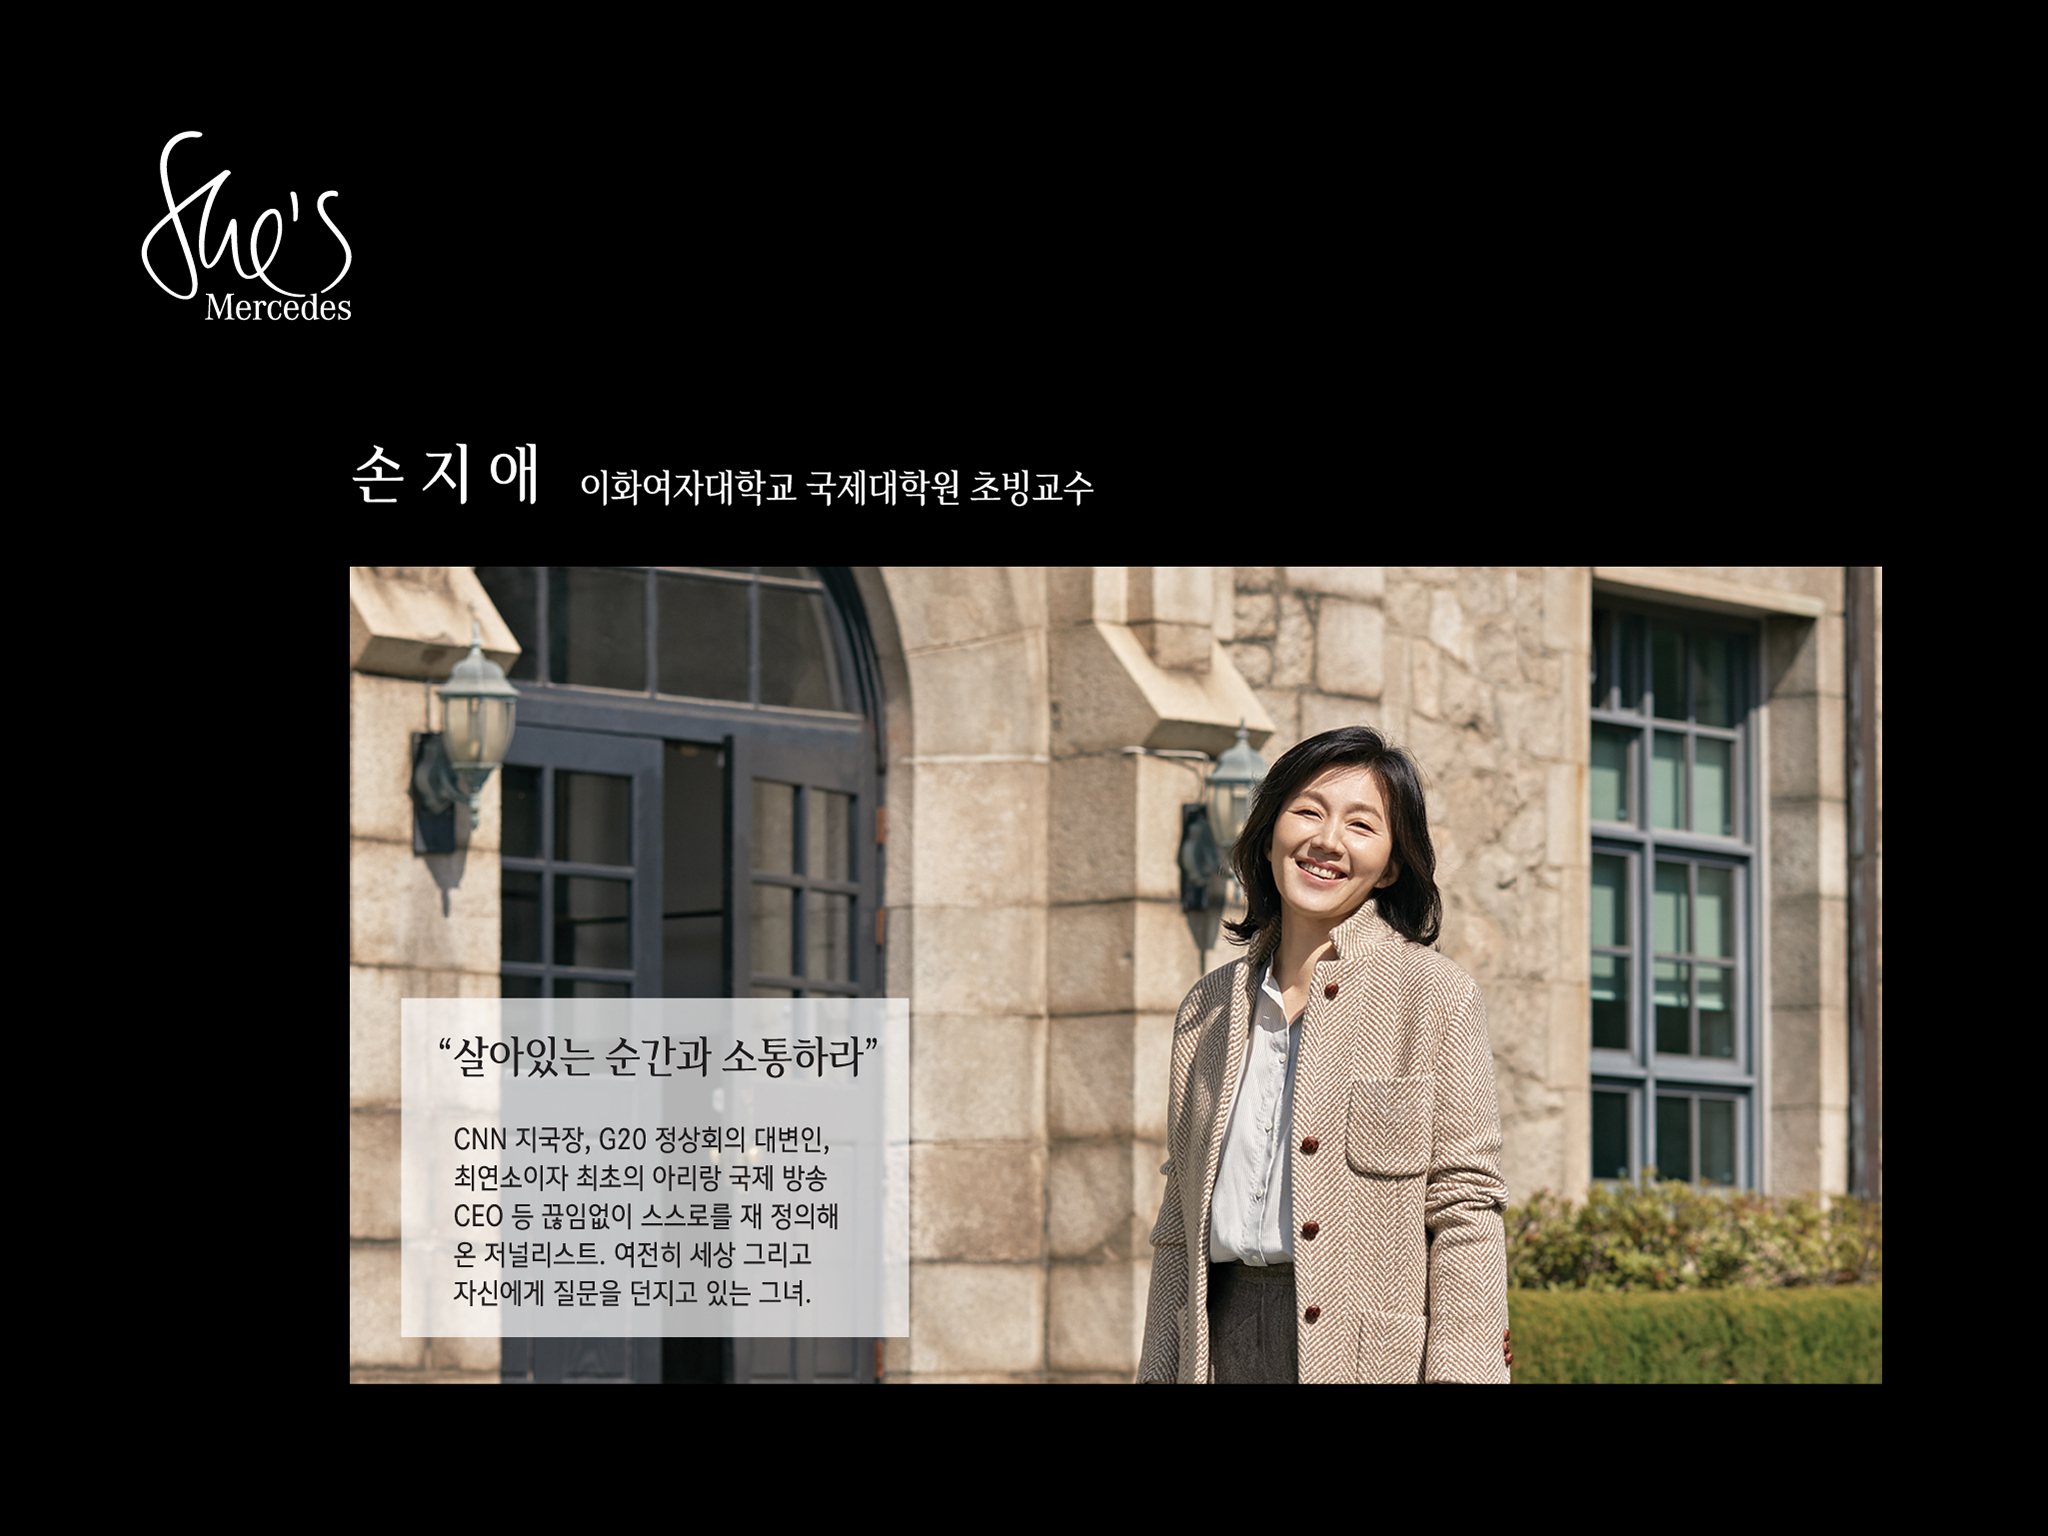 She's
Mercedes
손지애 이화여자대학교 국제대학원 초빙교수
“살아있는 순간과 소통하라”
CNN 지국장, G20 정상회의 대변인,
최연소이자 최초의 아리랑 국제 방송
CEO 등 끊임없이 스스로를 재 정의해
온 저널리스트. 여전히 세상 그리고
자신에게 질문을 던지고 있는 그녀.